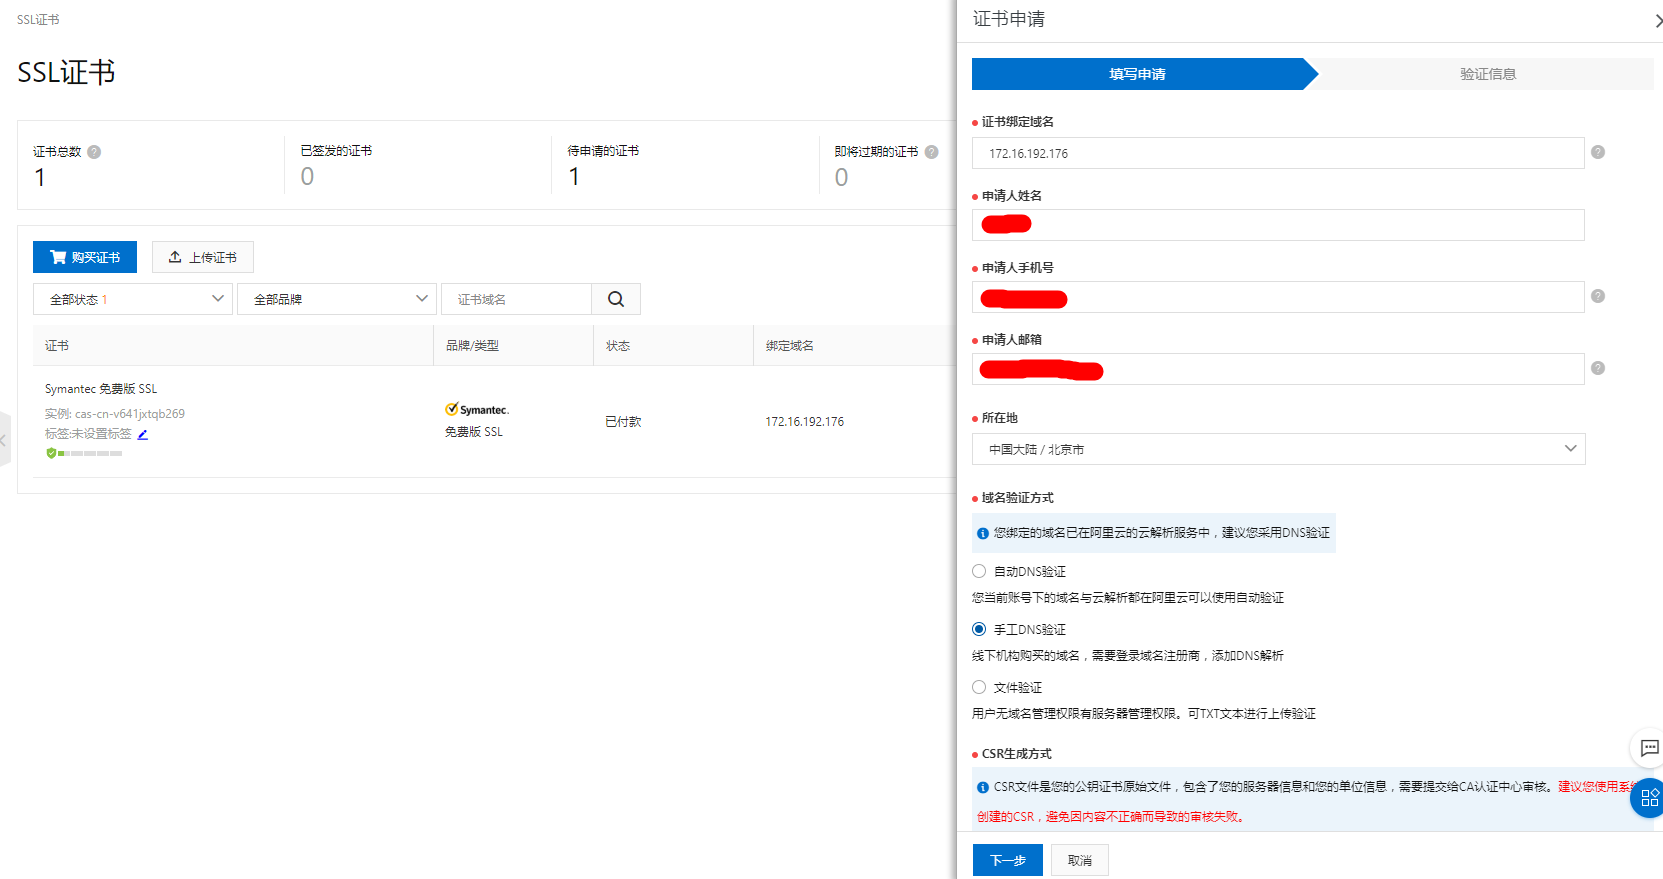 SSL证书
SSL证书
证书总数
1
已签发的证书
0
待申请的证书
1
即将过期的证书
0
购买证书
上传证书
全部状态 1
全部品牌
证书域名
证书
品牌/类型
状态
绑定域名
Symantec 免费版 SSL
实例: cas-cn-v641jxtqb269
标签:未设置标签
Symantec.
免费版 SSL
已付款
172.16.192.176
证书申请
填写申请
验证信息
证书绑定域名
172.16.192.176
申请人姓名
申请人手机号
申请人邮箱
所在地
中国大陆 / 北京市
域名验证方式
您绑定的域名已在阿里云的云解析服务中，建议您采用DNS验证
自动DNS验证
您当前账号下的域名与云解析都在阿里云可以使用自动验证
手工DNS验证
线下机构购买的域名，需要登录域名注册商，添加DNS解析
文件验证
用户无域名管理权限有服务器管理权限。可TXT文本进行上传验证
CSR生成方式
CSR文件是您的公钥证书原始文件，包含了您的服务器信息和您的单位信息，需要提交给CA认证中心审核。建议您使用系统
创建的CSR，避免因内容不正确而导致的审核失败。
下一步
取消